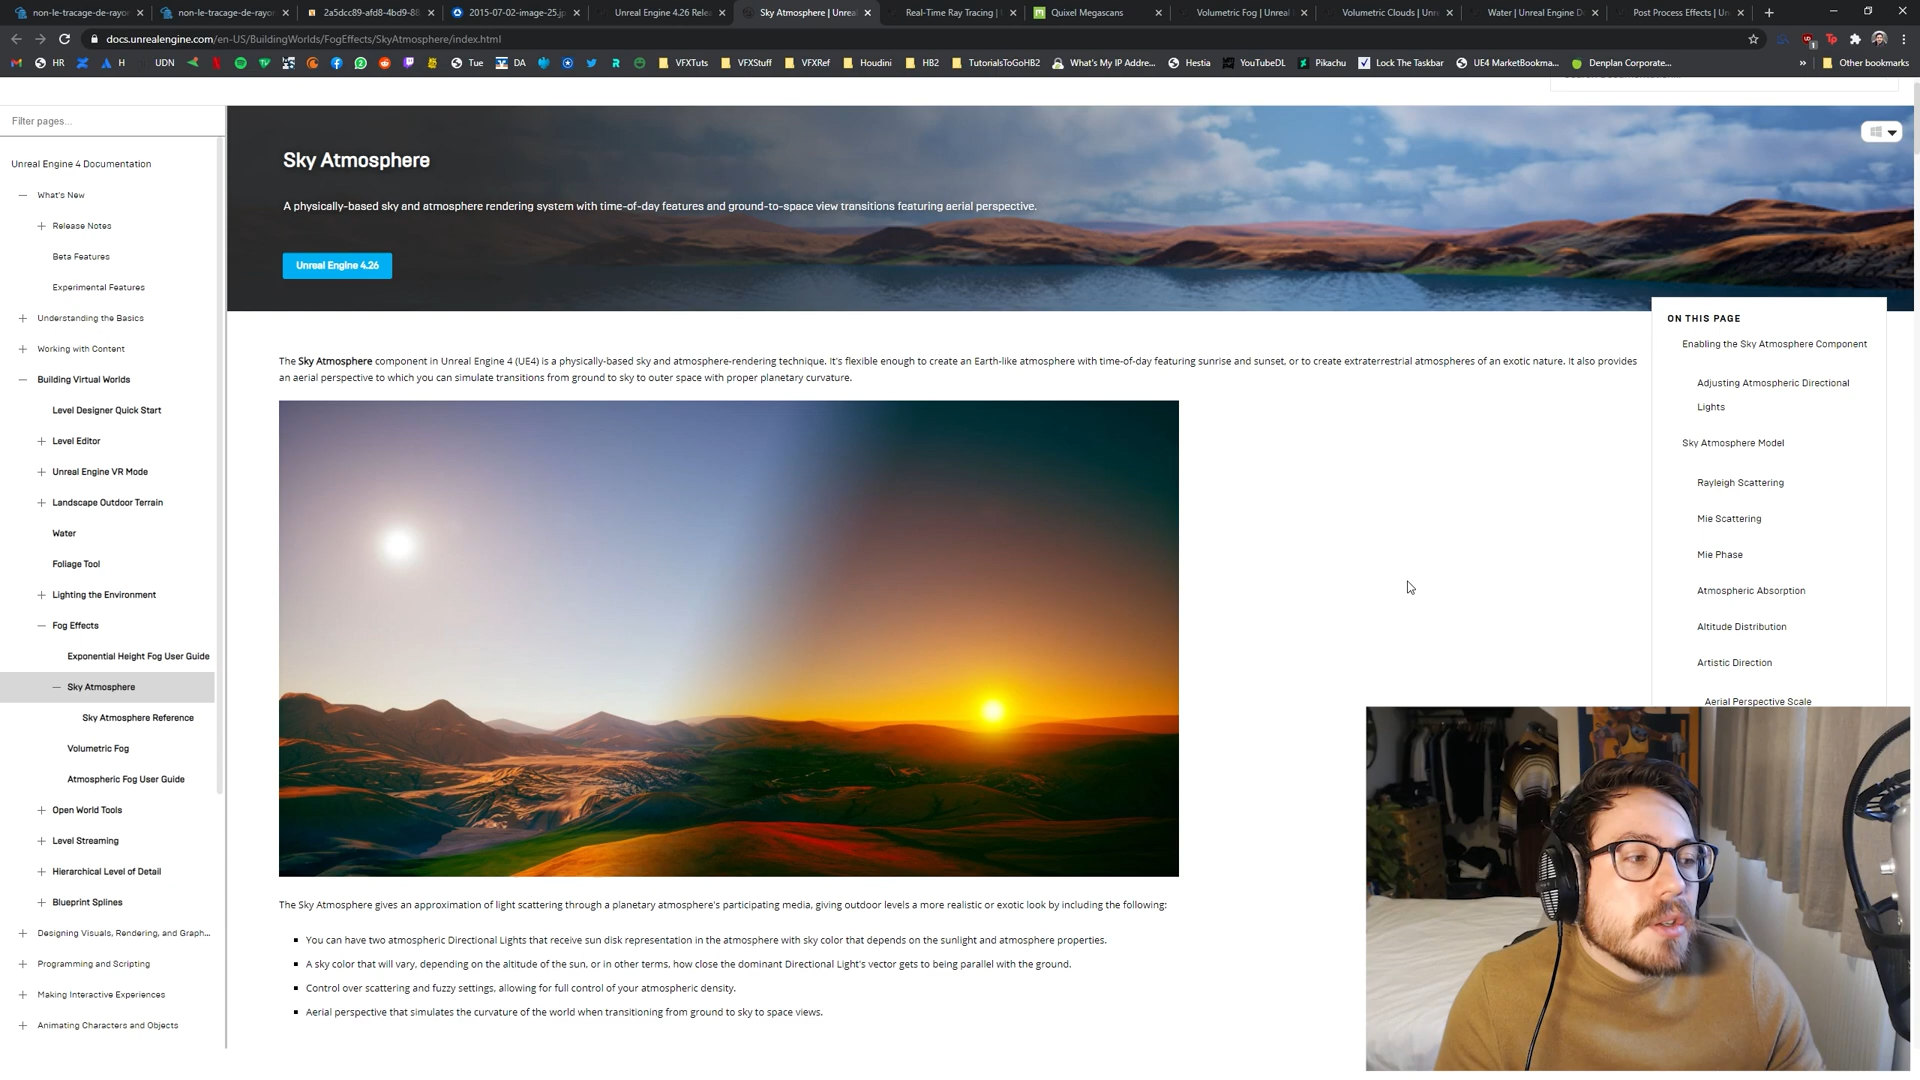 non-le-tracage-de-rayon
non-le-tracage-de-rayon
2a5dcc89-afd8-4bd9-88
2015-07-02-image-25.jp
Unreal Engine 4.26 Relea
Sky Atmosphere | Unreal
Real-Time Ray Tracing |
Quixel Megascans
Volumetric Fog | Unreal
Volumetric Clouds | Unre
Water | Unreal Engine D
Post Process Effects | Un
docs.unrealengine.com/en-US/BuildingWorlds/FogEffects/SkyAtmosphere/index.html
HR
H
UDN
Tue
DA
VFXTuts
VFXStuff
VFXRef
Houdini
HB2
TutorialsToGoHB2
What's My IP Addre...
Hestia
YouTubeDL
Pikachu
Lock The Taskbar
UE4 MarketBookma...
Denplan Corporate...
»
Other bookmarks
Filter pages...
Unreal Engine 4 Documentation
What's New
Release Notes
Beta Features
Experimental Features
Understanding the Basics
Working with Content
Building Virtual Worlds
Level Designer Quick Start
Level Editor
Unreal Engine VR Mode
Landscape Outdoor Terrain
Water
Foliage Tool
Lighting the Environment
Fog Effects
Exponential Height Fog User Guide
Sky Atmosphere
Sky Atmosphere Reference
Volumetric Fog
Atmospheric Fog User Guide
Open World Tools
Level Streaming
Hierarchical Level of Detail
Blueprint Splines
Designing Visuals, Rendering, and Graph...
Programming and Scripting
Making Interactive Experiences
Animating Characters and Objects
Sky Atmosphere
A physically-based sky and atmosphere rendering system with time-of-day features and ground-to-space view transitions featuring aerial perspective.
Unreal Engine 4.26
The Sky Atmosphere component in Unreal Engine 4 (UE4) is a physically-based sky and atmosphere-rendering technique. It's flexible enough to create an Earth-like atmosphere with time-of-day featuring sunrise and sunset, or to create extraterrestrial atmospheres of an exotic nature. It also provides
an aerial perspective to which you can simulate transitions from ground to sky to outer space with proper planetary curvature.
The Sky Atmosphere gives an approximation of light scattering through a planetary atmosphere's participating media, giving outdoor levels a more realistic or exotic look by including the following:
You can have two atmospheric Directional Lights that receive sun disk representation in the atmosphere with sky color that depends on the sunlight and atmosphere properties.
A sky color that will vary, depending on the altitude of the sun, or in other terms, how close the dominant Directional Light's vector gets to being parallel with the ground.
Control over scattering and fuzzy settings, allowing for full control of your atmospheric density.
Aerial perspective that simulates the curvature of the world when transitioning from ground to sky to space views.
ON THIS PAGE
Enabling the Sky Atmosphere Component
Adjusting Atmospheric Directional
Lights
Sky Atmosphere Model
Rayleigh Scattering
Mie Scattering
Mie Phase
Atmospheric Absorption
Altitude Distribution
Artistic Direction
Aerial Perspective Scale